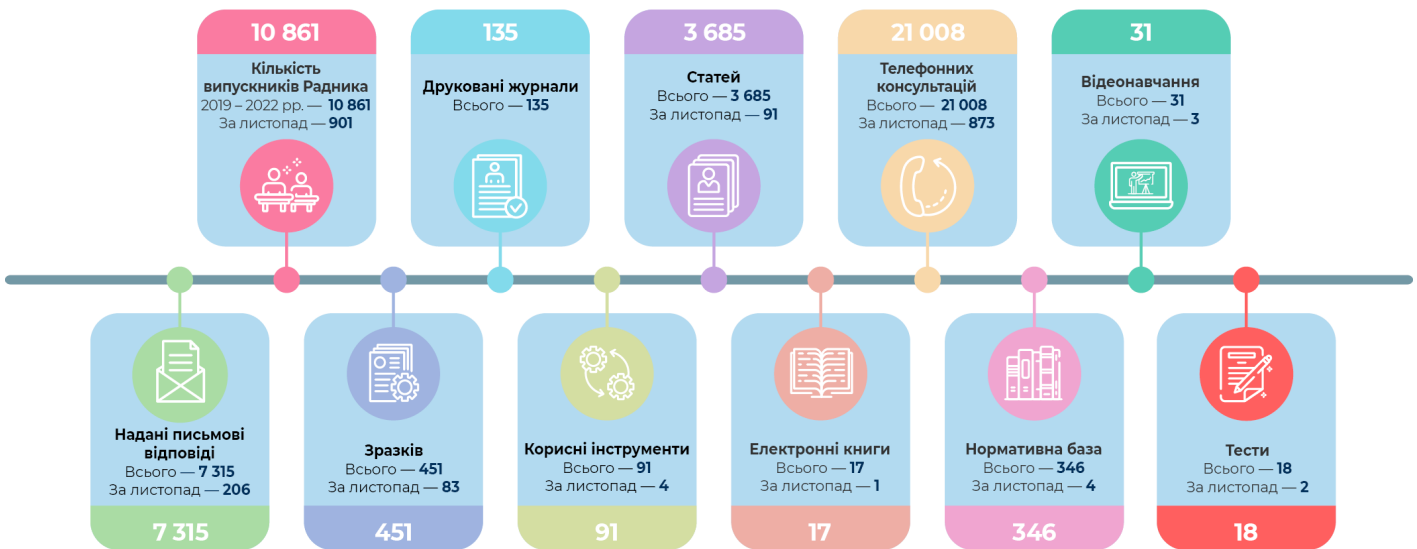 10 861
Кількість
випускників Радника
2019 – 2022 рр. — 10 861
За листопад — 901
135
Друковані журнали
Всього — 135
3 685
Статей
Всього — 3 685
За листопад — 91
21 008
Телефонних
консультацій
Всього — 21 008
За листопад — 873
31
Відеонавчання
Всього — 31
За листопад — 3
Надані письмові
відповіді
Всього — 7 315
За листопад — 206
7 315
Зразків
Всього — 451
За листопад — 83
451
Корисні інструменти
Всього — 91
За листопад — 4
91
Електронні книги
Всього — 17
За листопад — 1
17
Нормативна база
Всього — 346
За листопад — 4
346
Тести
Всього — 18
За листопад — 2
18